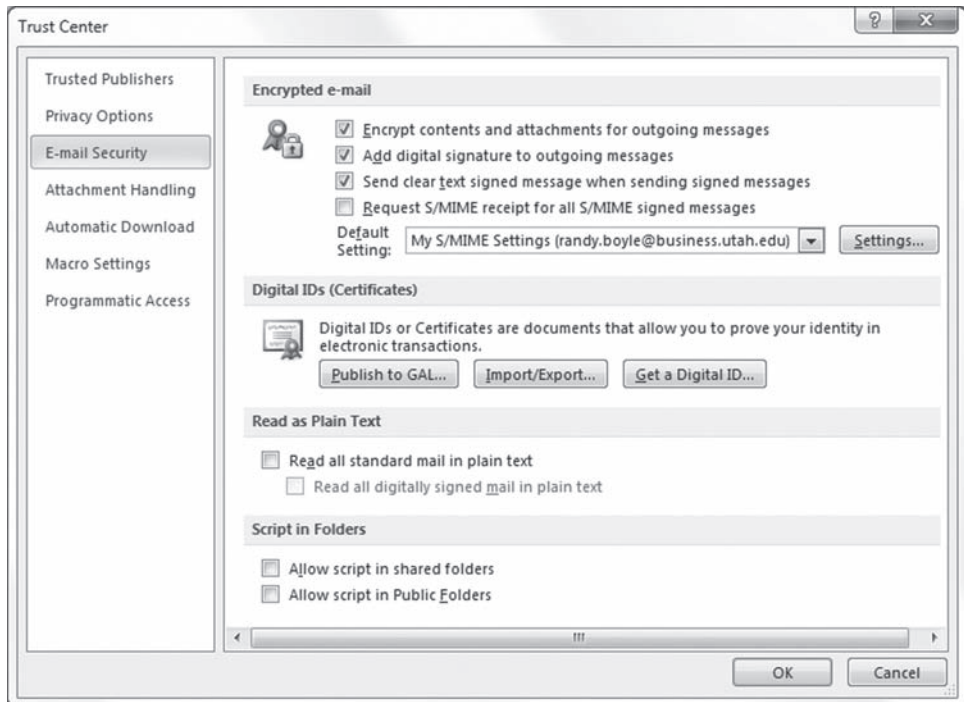 Trust Center
Trusted Publishers
Privacy Options
E-mail Security
Attachment Handling
Automatic Download
Macro Settings
Programmatic Access
Encrypted e-mail
Encrypt contents and attachments for outgoing messages
Add digital signature to outgoing messages
Send clear text signed message when sending signed messages
Request S/MIME receipt for all S/MIME signed messages
Default
Setting:
My S/MIME Settings (randy.boyle@business.utah.edu)
Settings...
Digital IDs (Certificates)
Digital IDs or Certificates are documents that allow you to prove your identity in
electronic transactions.
Publish to GAL... Import/Export... Get a Digital ID...
Read as Plain Text
Read all standard mail in plain text
Read all digitally signed mail in plain text
Script in Folders
Allow script in shared folders
Allow script in Public Folders
OK Cancel